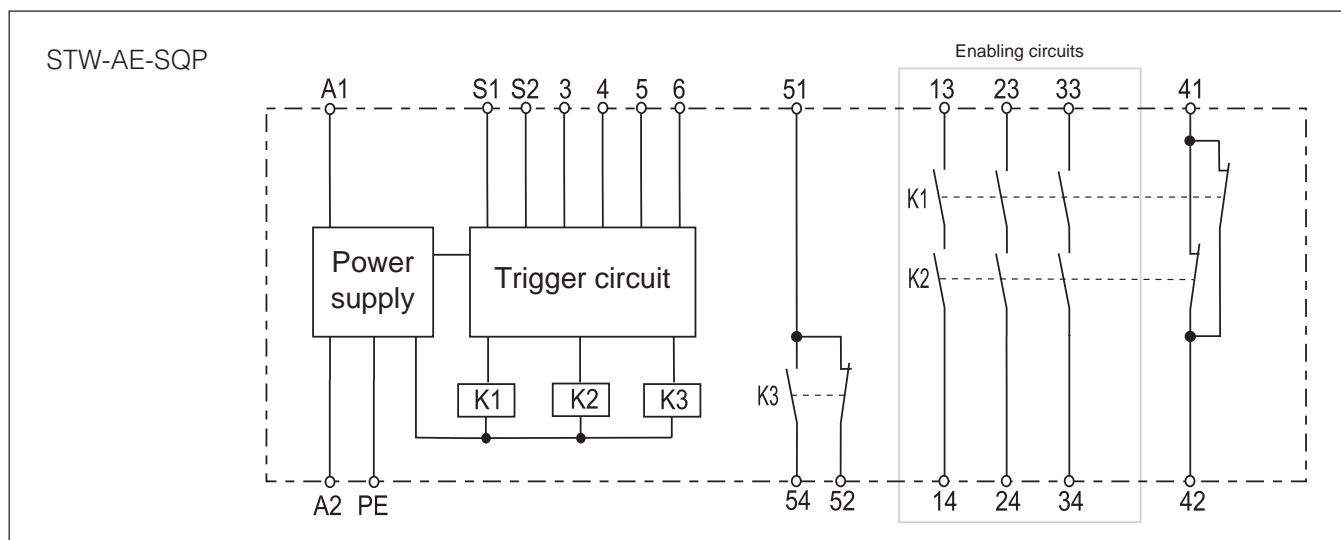 STW-AE-SQP
Enabling circuits
A1 S1 S2 3 4 5 6 51 13 23 33 41
K1
Power
supply
Trigger circuit
K2
K1 K2 K3
K3
A2 PE 54 52 14 24 34 42